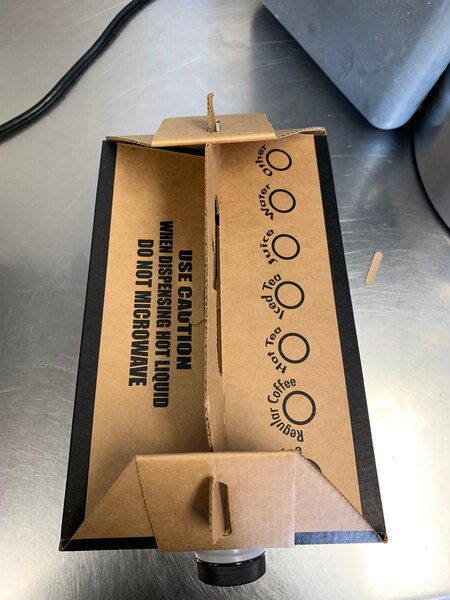 USE CAUTION
WHEN DISPENSING HOT LIQUID
DO NOT MICROWAVE
Other
Water
Juice
Iced Tea
Hot Tea
Regular Coffee